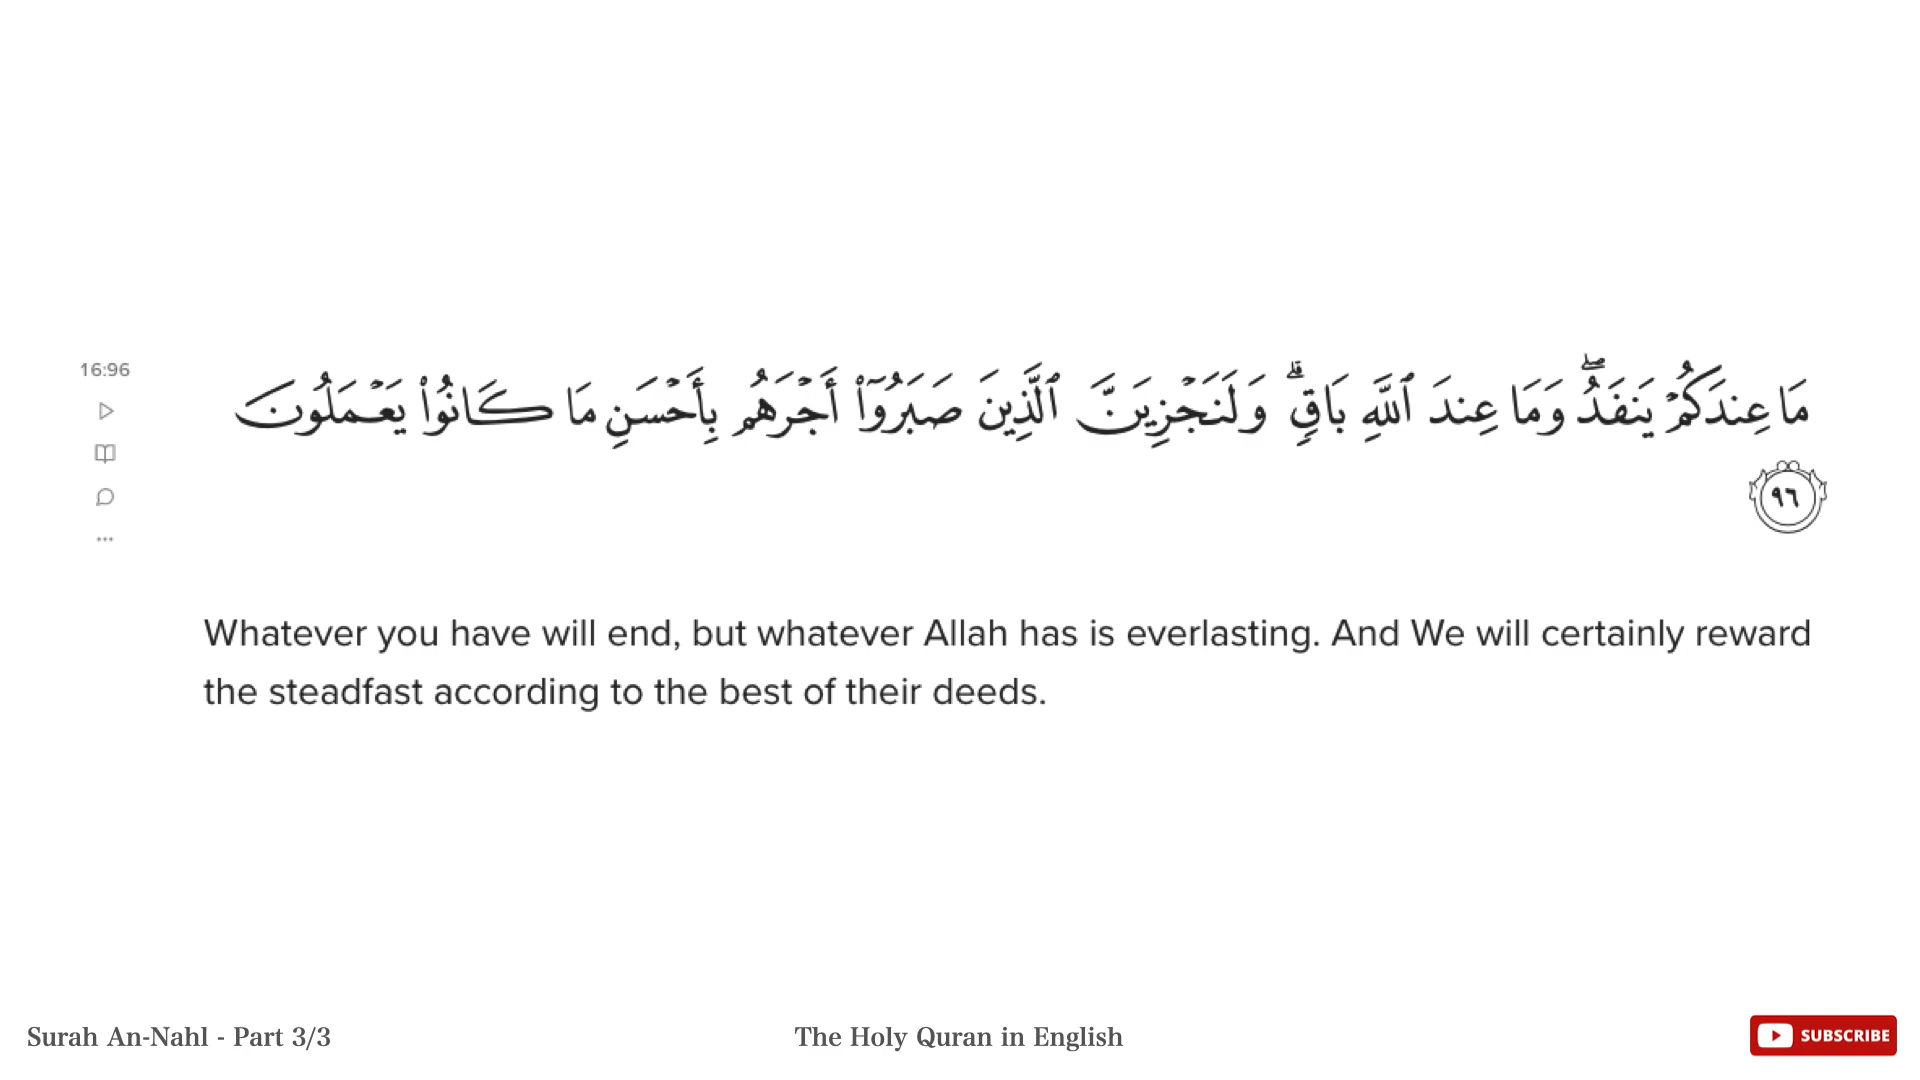 16:96
مَا عِندَكُمْ يَنفَدُ ۖ وَمَا عِندَ ٱللَّهِ بَاقٍ ۗ وَلَنَجْزِيَنَّ ٱلَّذِينَ صَبَرُوٓا۟ أَجْرَهُم بِأَحْسَنِ مَا كَانُوا۟ يَعْمَلُونَ
٩٦
Whatever you have will end, but whatever Allah has is everlasting. And We will certainly reward
the steadfast according to the best of their deeds.
Surah An-Nahl - Part 3/3
The Holy Quran in English
SUBSCRIBE